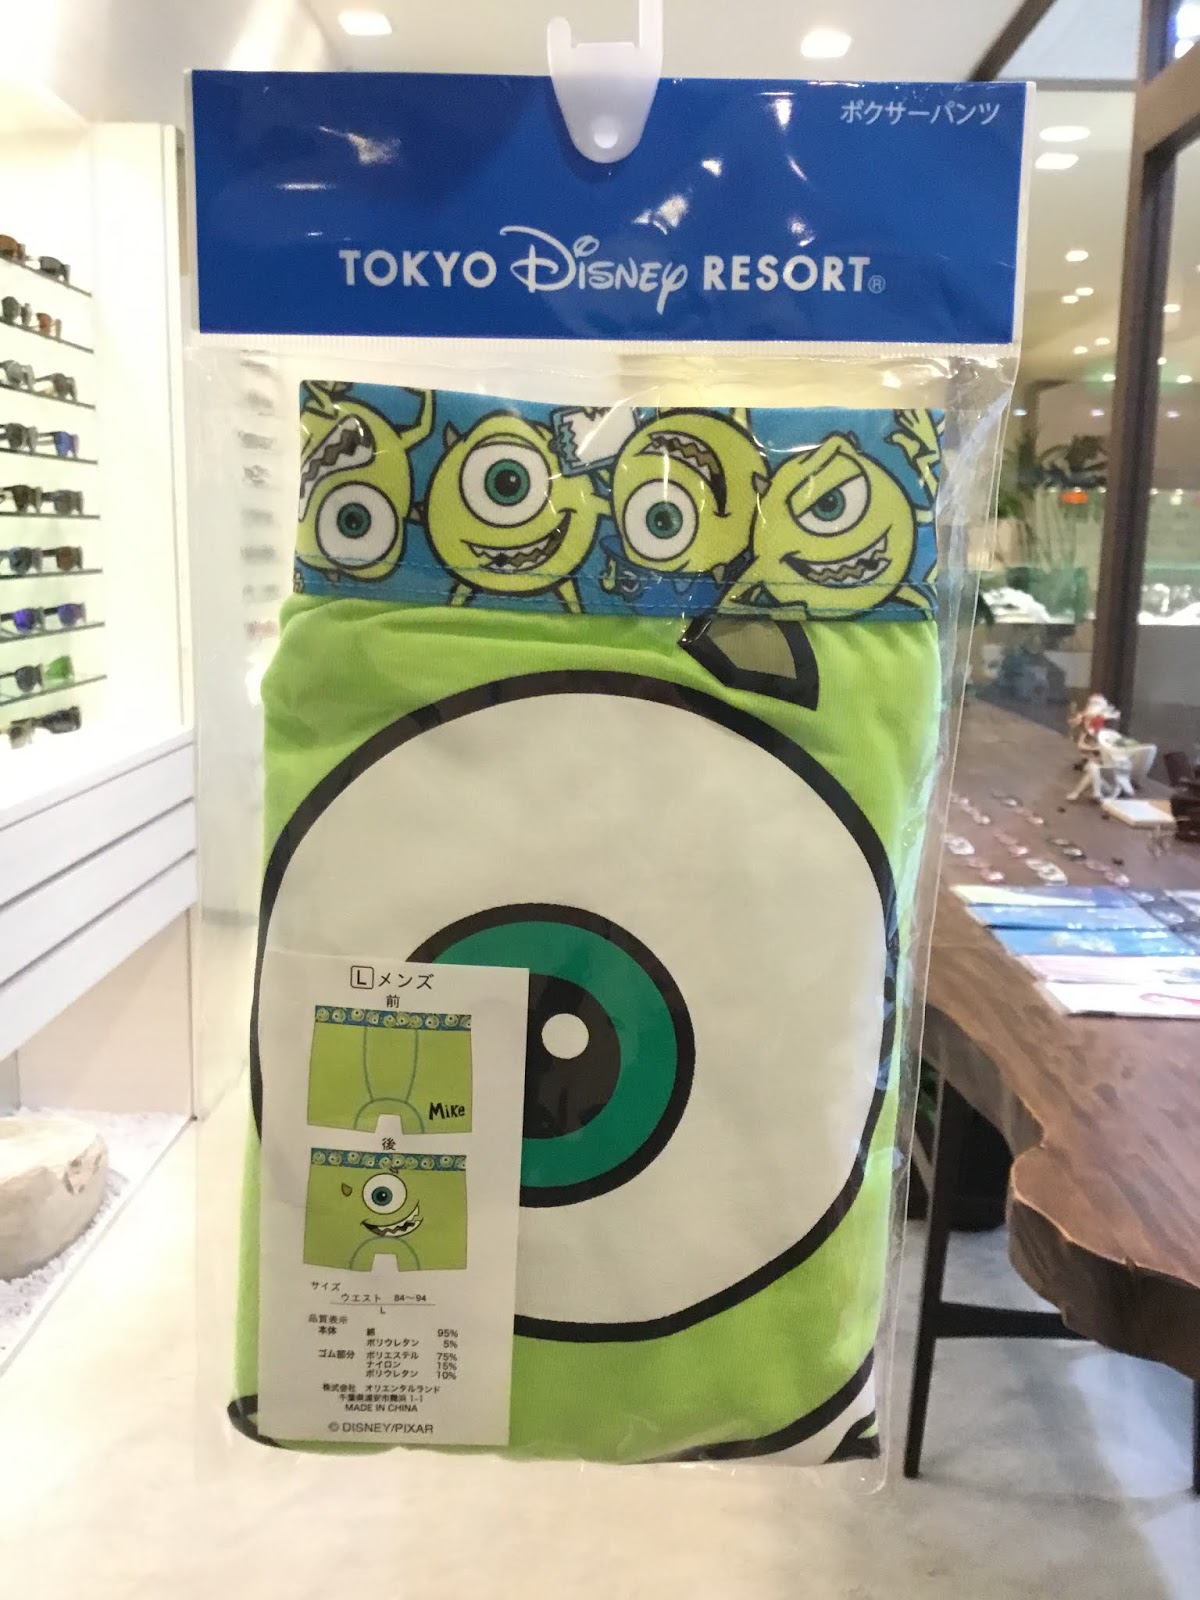 ボクサーパンツ
TOKYO Disney RESORT®
L メンズ
前
Mike
後
サイズ
ウエスト 84〜94
L
品質表示
本体 綿 95%
ポリウレタン 5%
ゴム部分 ポリエステル 75%
ナイロン 15%
ポリウレタン 10%
株式会社 オリエンタルランド
千葉県浦安市舞浜 1-1
MADE IN CHINA
© DISNEY/PIXAR